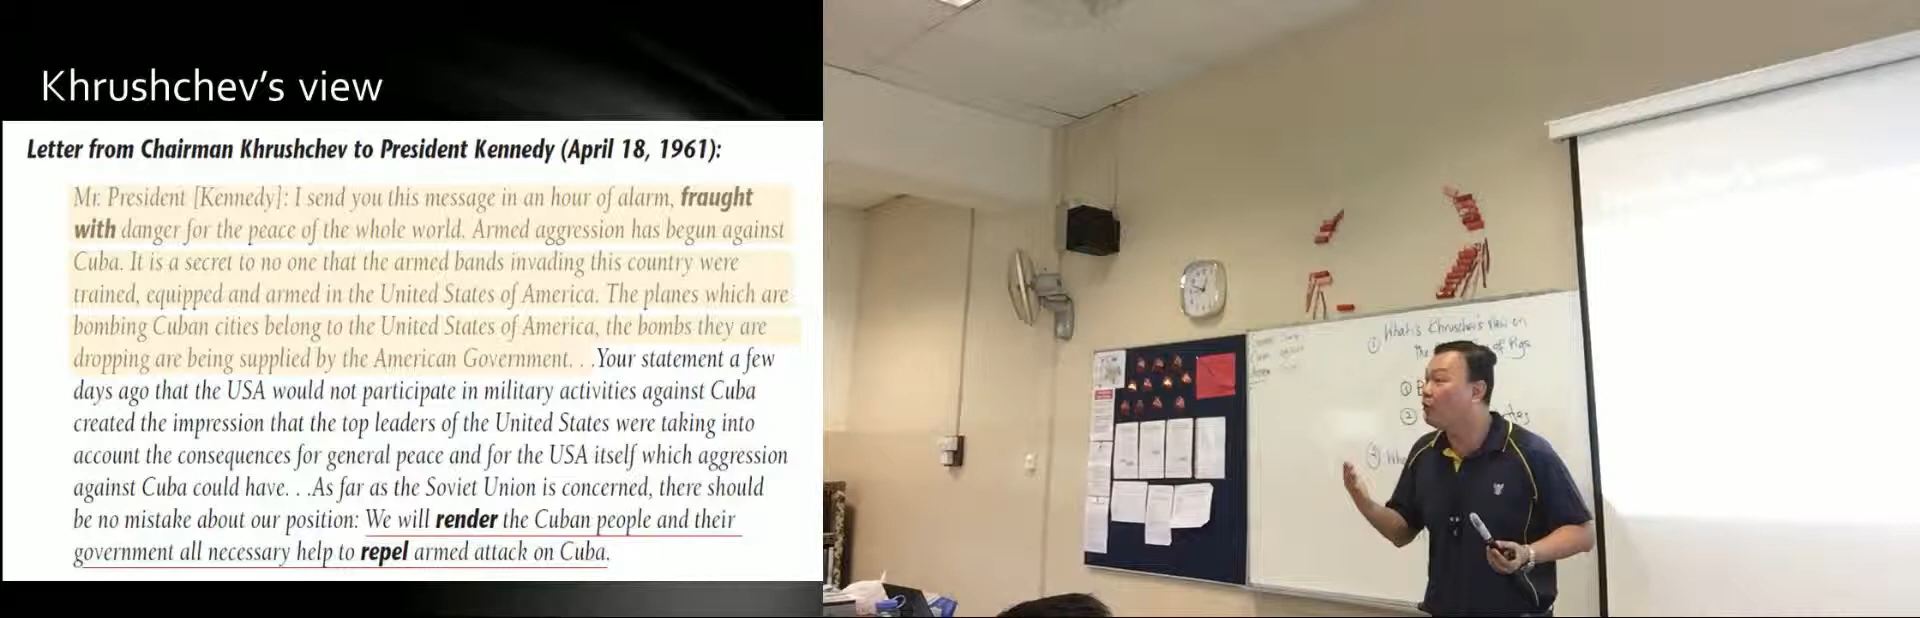 Khrushchev's view
Letter from Chairman Khrushchev to President Kennedy (April 18, 1961):
Mr. President [Kennedy]: I send you this message in an hour of alarm, fraught
with danger for the peace of the whole world. Armed aggression has begun against
Cuba. It is a secret to no one that the armed bands invading this country were
trained, equipped and armed in the United States of America. The planes which are
bombing Cuban cities belong to the United States of America, the bombs they are
dropping are being supplied by the American Government. . .Your statement a few
days ago that the USA would not participate in military activities against Cuba
created the impression that the top leaders of the United States were taking into
account the consequences for general peace and for the USA itself which aggression
against Cuba could have. . .As far as the Soviet Union is concerned, there should
be no mistake about our position: We will render the Cuban people and their
government all necessary help to repel armed attack on Cuba.
What's Khruschev's view on
the of Pigs